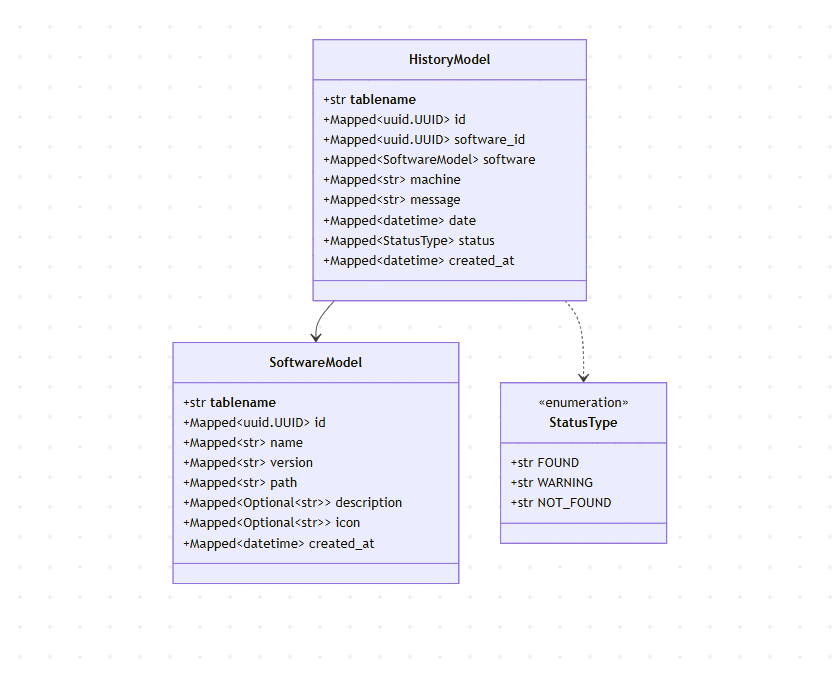 HistoryModel
+str tablename
+Mapped<uuid.UUID> id
+Mapped<uuid.UUID> software_id
+Mapped<SoftwareModel> software
+Mapped<str> machine
+Mapped<str> message
+Mapped<datetime> date
+Mapped<StatusType> status
+Mapped<datetime> created_at
SoftwareModel
+str tablename
+Mapped<uuid.UUID> id
+Mapped<str> name
+Mapped<str> version
+Mapped<str> path
+Mapped<Optional<str>> description
+Mapped<Optional<str>> icon
+Mapped<datetime> created_at
«enumeration»
StatusType
+str FOUND
+str WARNING
+str NOT_FOUND